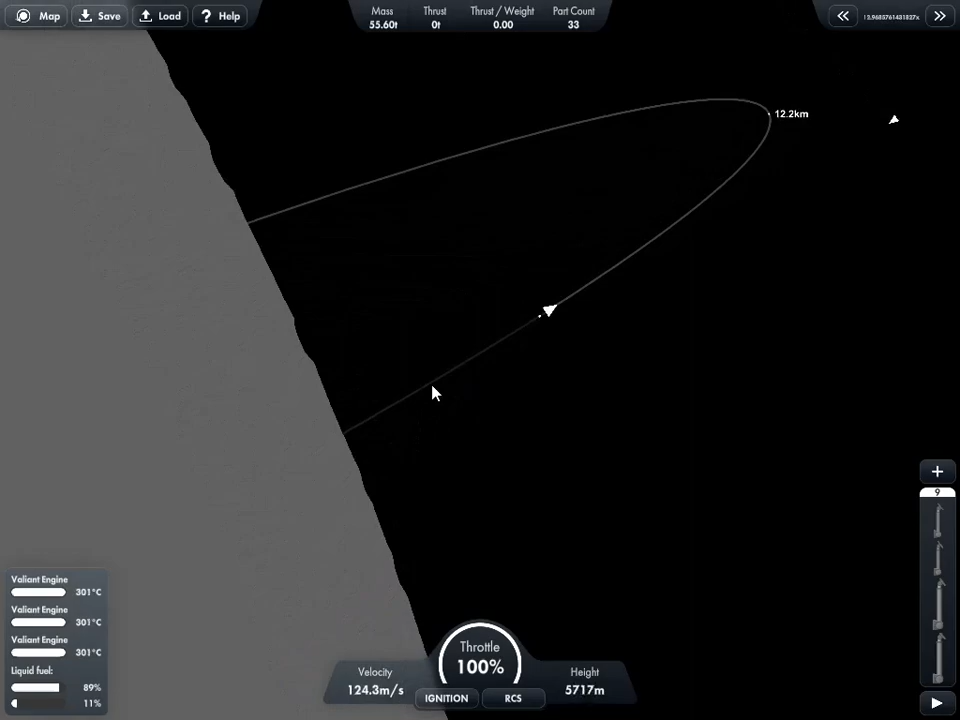 Map Save Load Help
Mass Thrust Thrust / Weight Part Count
55.60t 0t 0.00 33
12.2km
9
Valiant Engine
301°C
Valiant Engine
301°C
Valiant Engine
301°C
Liquid fuel:
89%
11%
Throttle
100%
Velocity
124.3m/s
Height
5717m
IGNITION RCS